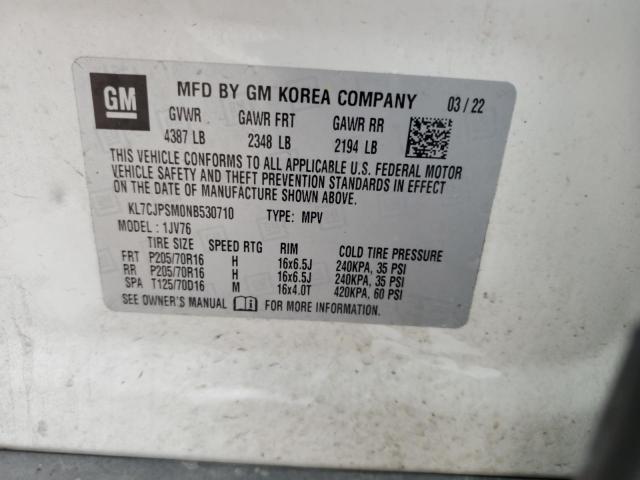 GM
MFD BY GM KOREA COMPANY 03 / 22
GVWR GAWR FRT GAWR RR
4387 LB 2348 LB 2194 LB
THIS VEHICLE CONFORMS TO ALL APPLICABLE U.S. FEDERAL MOTOR
VEHICLE SAFETY AND THEFT PREVENTION STANDARDS IN EFFECT
ON THE DATE OF MANUFACTURE SHOWN ABOVE.
KL7CJPSM0NB530710 TYPE: MPV
MODEL : 1JV76
TIRE SIZE SPEED RTG RIM COLD TIRE PRESSURE
FRT P205/70R16 H 16x6.5J 240KPA, 35 PSI
RR P205/70R16 H 16x6.5J 240KPA, 35 PSI
SPA T125/70D16 M 16x4.0T 420KPA, 60 PSI
SEE OWNER'S MANUAL FOR MORE INFORMATION.